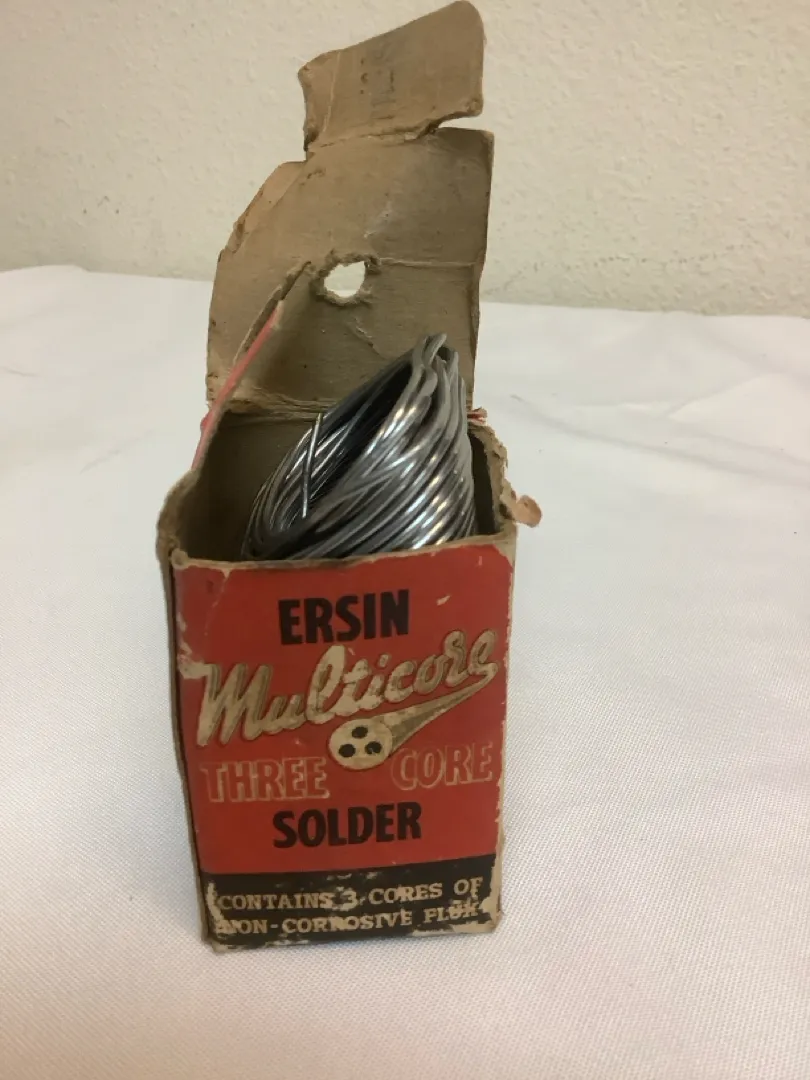 ERSIN
Multicore
THREE CORE
SOLDER
CONTAINS 3 CORES OF
NON-CORROSIVE FLUX